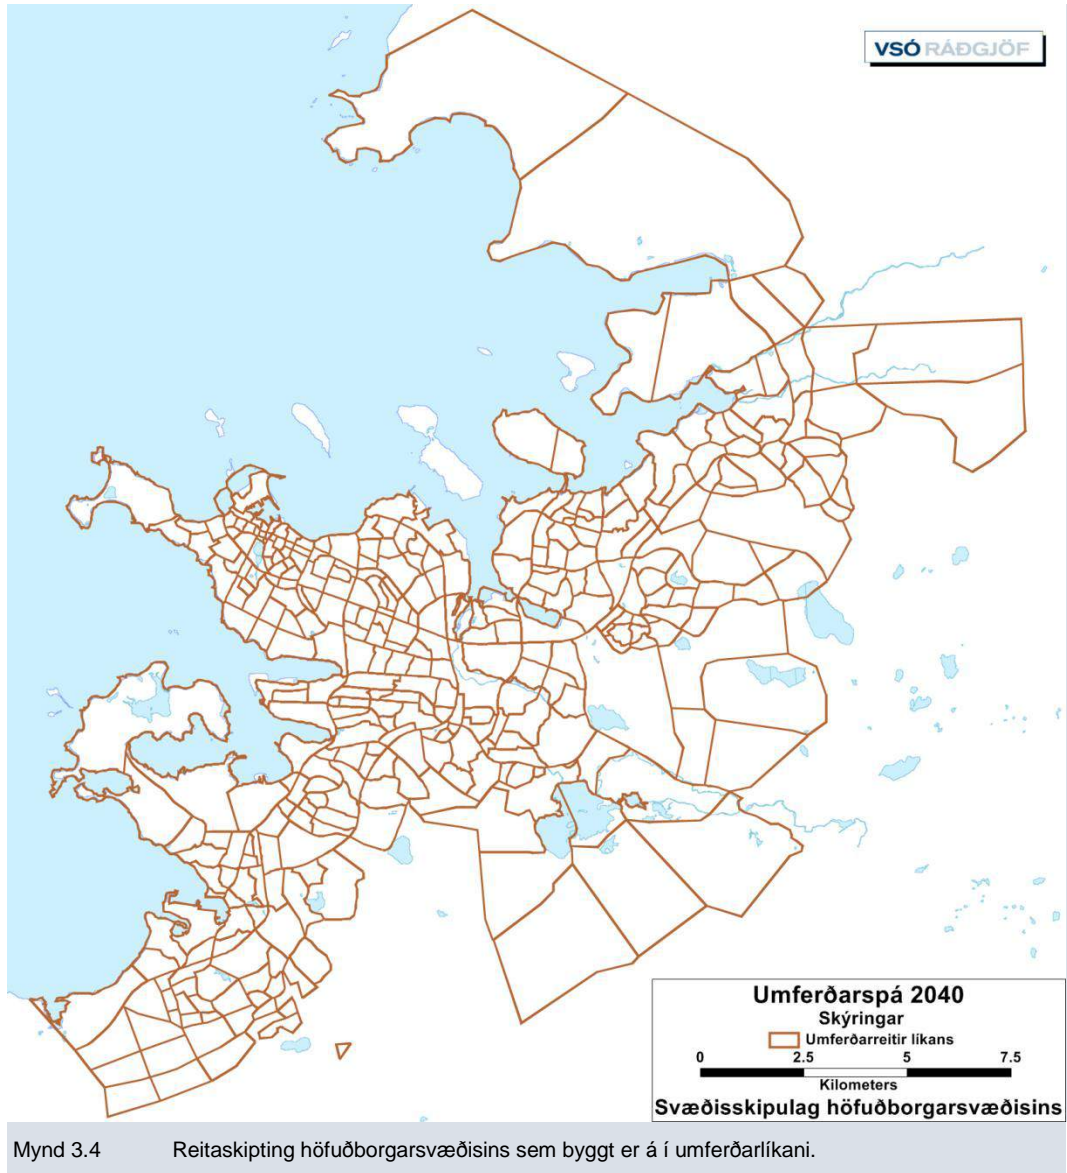 VSÓ RÁÐGJÖF
Umferðarspá 2040
Skýringar
Umferðarreitir líkans
0 2.5 5 7.5
Kilometers
Svæðisskipulag höfuðborgarsvæðisins
Mynd 3.4 Reitaskipting höfuðborgarsvæðisins sem byggt er á í umferðarlíkani.